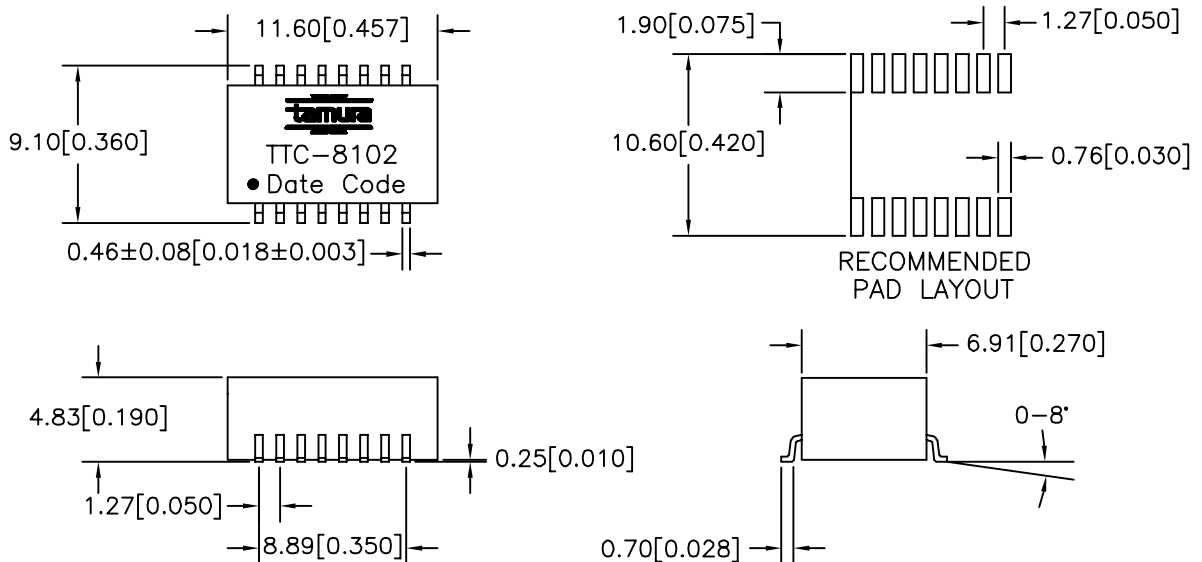 11.60[0.457]
1.90[0.075]
1.27[0.050]
9.10[0.360]
tamura
TTC-8102
Date Code
10.60[0.420]
0.76[0.030]
0.46±0.08[0.018±0.003]
RECOMMENDED
PAD LAYOUT
6.91[0.270]
4.83[0.190]
0-8°
0.25[0.010]
1.27[0.050]
8.89[0.350]
0.70[0.028]